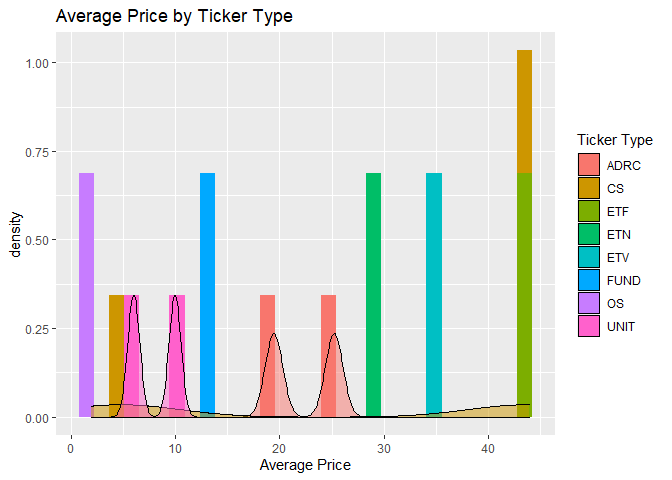 Average Price by Ticker Type
1.00
0.75
0.50
0.25
0.00
density
0 10 20 30 40
Average Price
Ticker Type
ADRC
CS
ETF
ETN
ETV
FUND
OS
UNIT